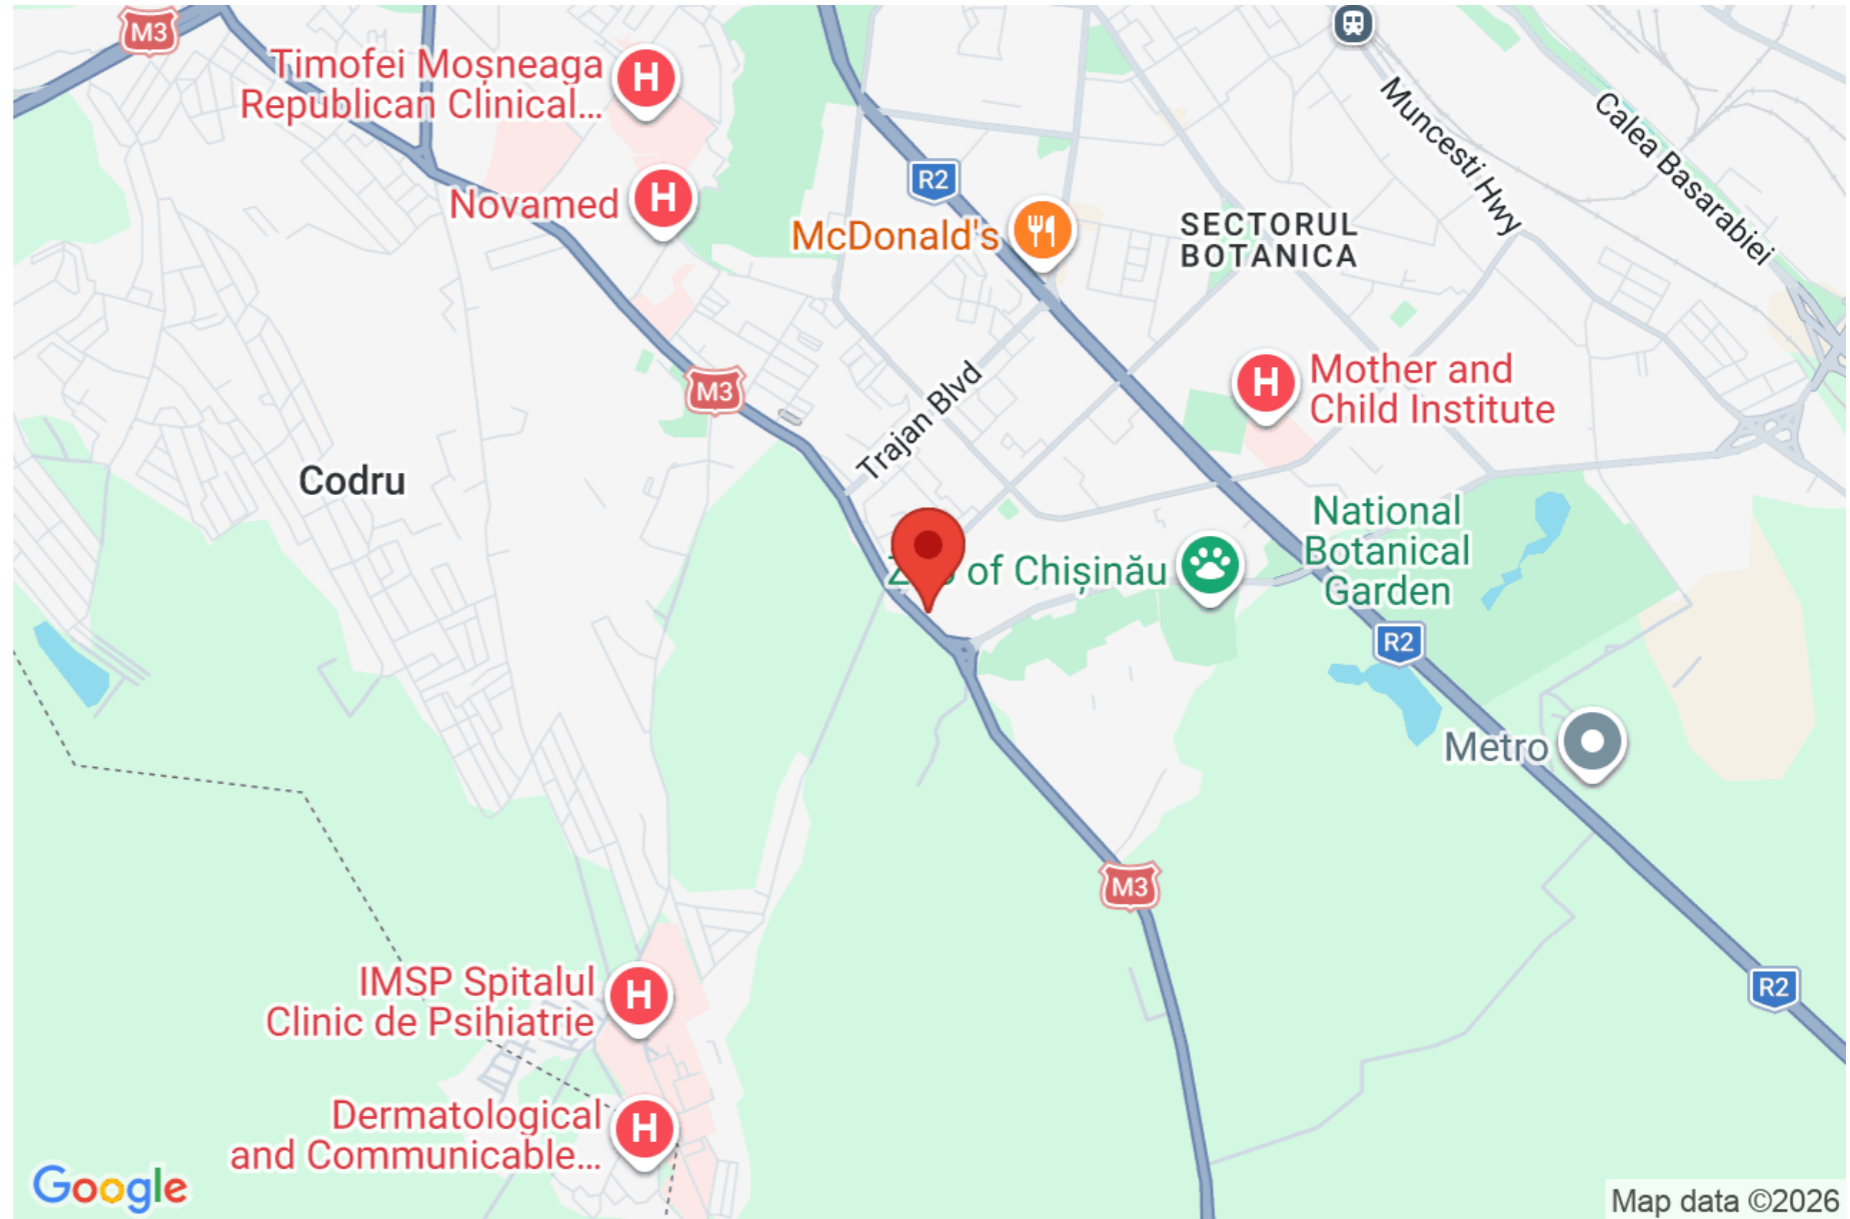 M3
Timofei Moșneaga
Republican Clinical...
H
Novamed
H
R2
McDonald's
SECTORUL
BOTANICA
Muncesti Hwy
Calea Basarabiei
M3
Trajan Blvd
H
Mother and
Child Institute
Codru
National
Botanical
Garden
of Chișinău
R2
Metro
M3
IMSP Spitalul
Clinic de Psihiatrie
H
R2
Dermatological
and Communicable...
H
Google
Map data ©2026